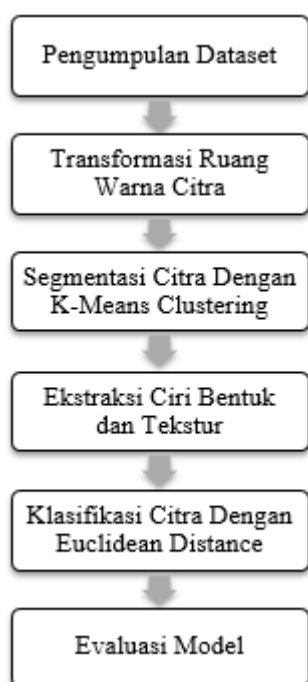 Pengumpulan Dataset
Transformasi Ruang
Warna Citra
Segmentasi Citra Dengan
K-Means Clustering
Ekstraksi Ciri Bentuk
dan Tekstur
Klasifikasi Citra Dengan
Euclidean Distance
Evaluasi Model